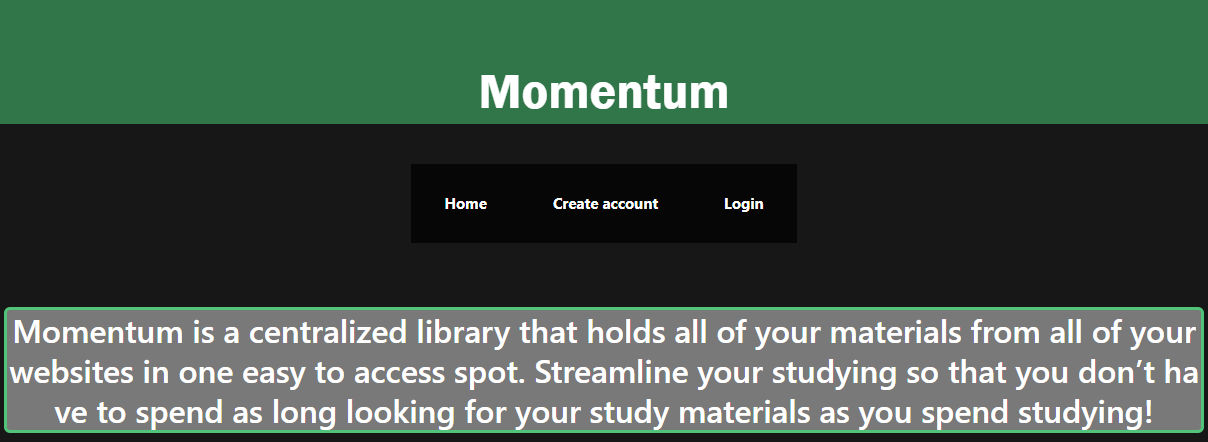 Momentum
Home Create account Login
Momentum is a centralized library that holds all of your materials from all of your
websites in one easy to access spot. Streamline your studying so that you don’t ha
ve to spend as long looking for your study materials as you spend studying!